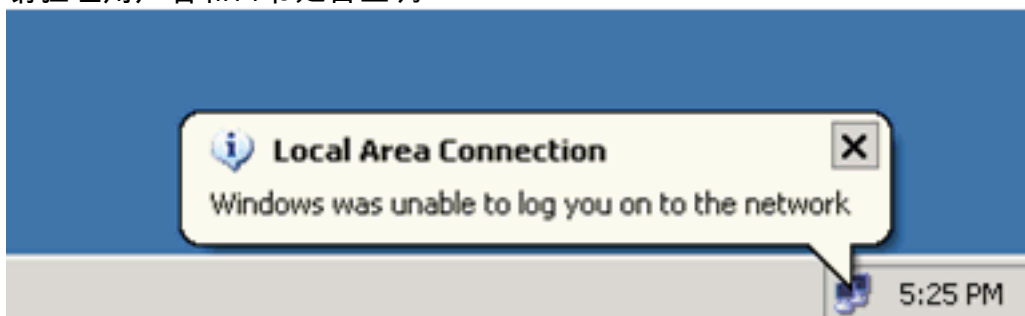 Local Area Connection
Windows was unable to log you on to the network
5:25 PM